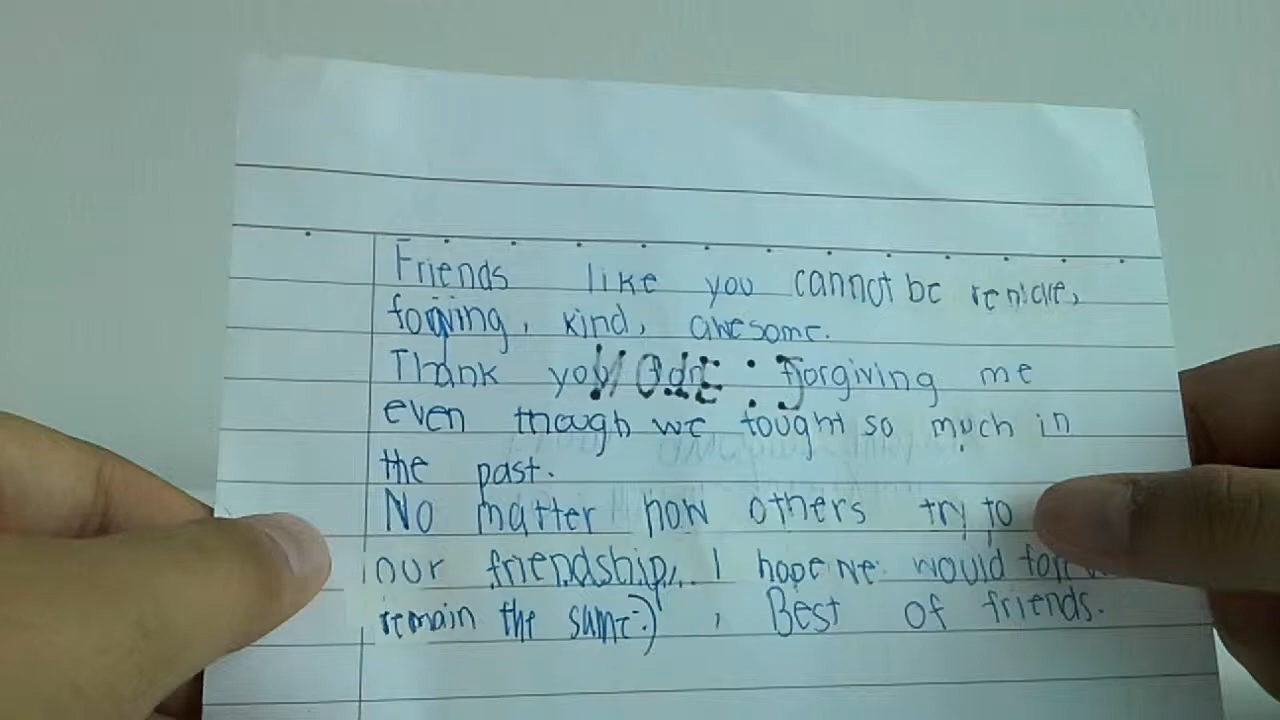 Friends like you cannot be
forgiving, kind, awesome.
Thank you forgiving me
even though we fought so much in
the past.
No matter how others try to
our friendship, I hope we would
remain the same :) , Best of friends.